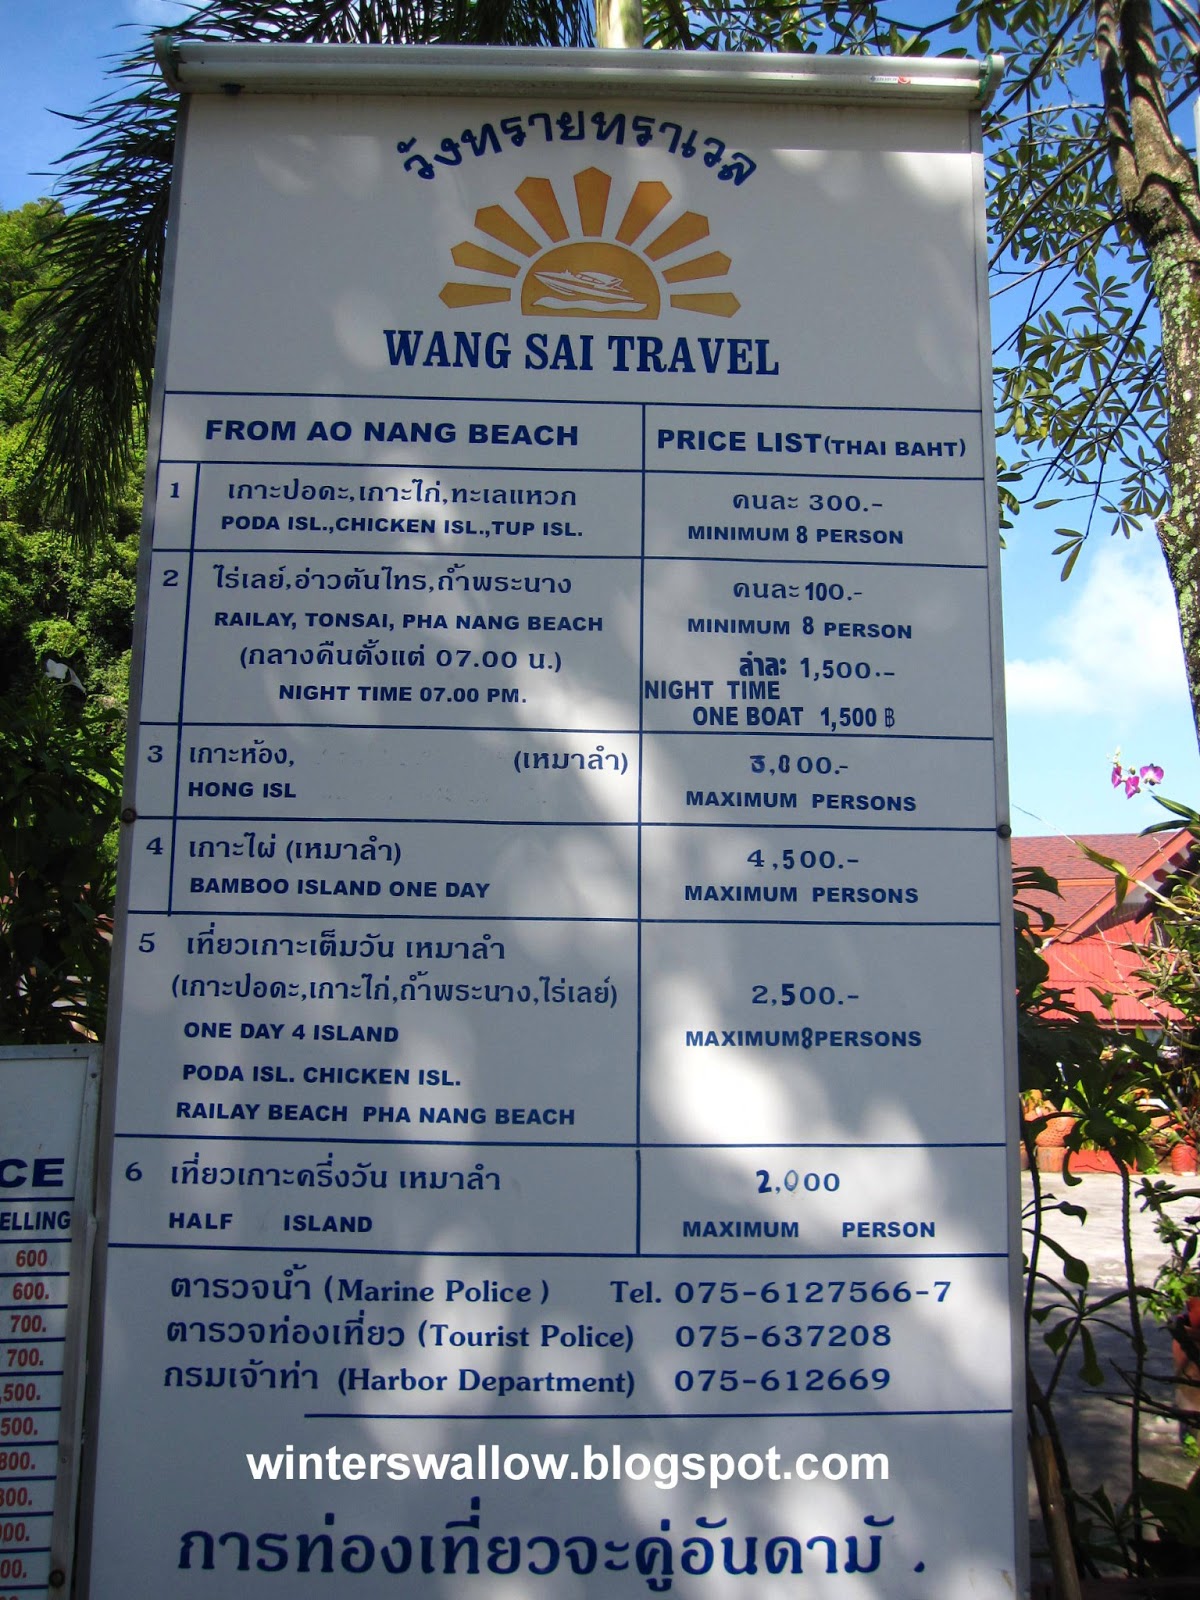 วังทรายทราเวล
WANG SAI TRAVEL
FROM AO NANG BEACH PRICE LIST(THAI BAHT)
1 เกาะปอดะ,เกาะไก่,ทะเลแหวก คนละ 300.-
PODA ISL.,CHICKEN ISL.,TUP ISL. MINIMUM 8 PERSON
2 ไร่เลย์,อ่าวต้นไทร,ถ้ำพระนาง คนละ 100.-
RAILAY, TONSAI, PHA NANG BEACH MINIMUM 8 PERSON
(กลางคืนตั้งแต่ 07.00 น.) ลำละ 1,500.-
NIGHT TIME 07.00 PM. NIGHT TIME
ONE BOAT 1,500 ฿
3 เกาะห้อง, (เหมาลำ)
HONG ISL MAXIMUM PERSONS
4 เกาะไผ่ (เหมาลำ) 4,500.-
BAMBOO ISLAND ONE DAY MAXIMUM PERSONS
5 เที่ยวเกาะเต็มวัน เหมาลำ
(เกาะปอดะ,เกาะไก่,ถ้ำพระนาง,ไร่เลย์) 2,500.-
ONE DAY 4 ISLAND MAXIMUM8PERSONS
PODA ISL. CHICKEN ISL.
RAILAY BEACH PHA NANG BEACH
6 เที่ยวเกาะครึ่งวัน เหมาลำ 2,000
HALF ISLAND MAXIMUM PERSON
ตารวจน้ำ (Marine Police ) Tel. 075-6127566-7
ตารวจท่องเที่ยว (Tourist Police) 075-637208
กรมเจ้าท่า (Harbor Department) 075-612669
winterswallow.blogspot.com
การท่องเที่ยวจะคู่อันดามั .
CE
ELLING
600
600.
700.
700.
,500.
500.
800.